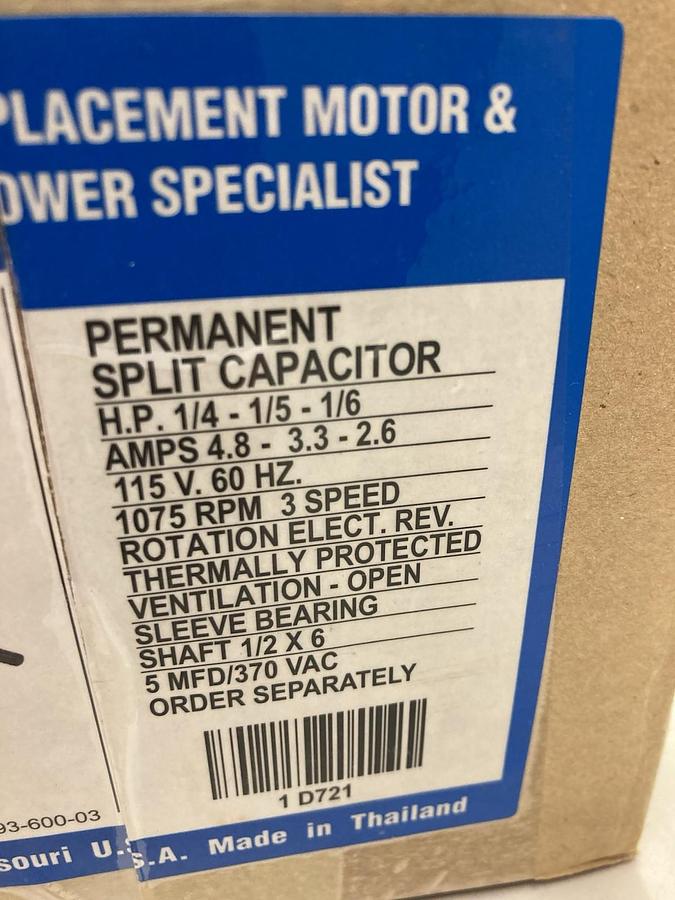 PLACEMENT MOTOR &
OWER SPECIALIST
PERMANENT
SPLIT CAPACITOR
H.P. 1/4 - 1/5 - 1/6
AMPS 4.8 - 3.3 - 2.6
115 V. 60 HZ.
1075 RPM 3 SPEED
ROTATION ELECT. REV.
THERMALLY PROTECTED
VENTILATION - OPEN
SLEEVE BEARING
SHAFT 1/2 X 6
5 MFD/370 VAC
ORDER SEPARATELY
1 D721
93-600-03
souri U.S.A. Made in Thailand